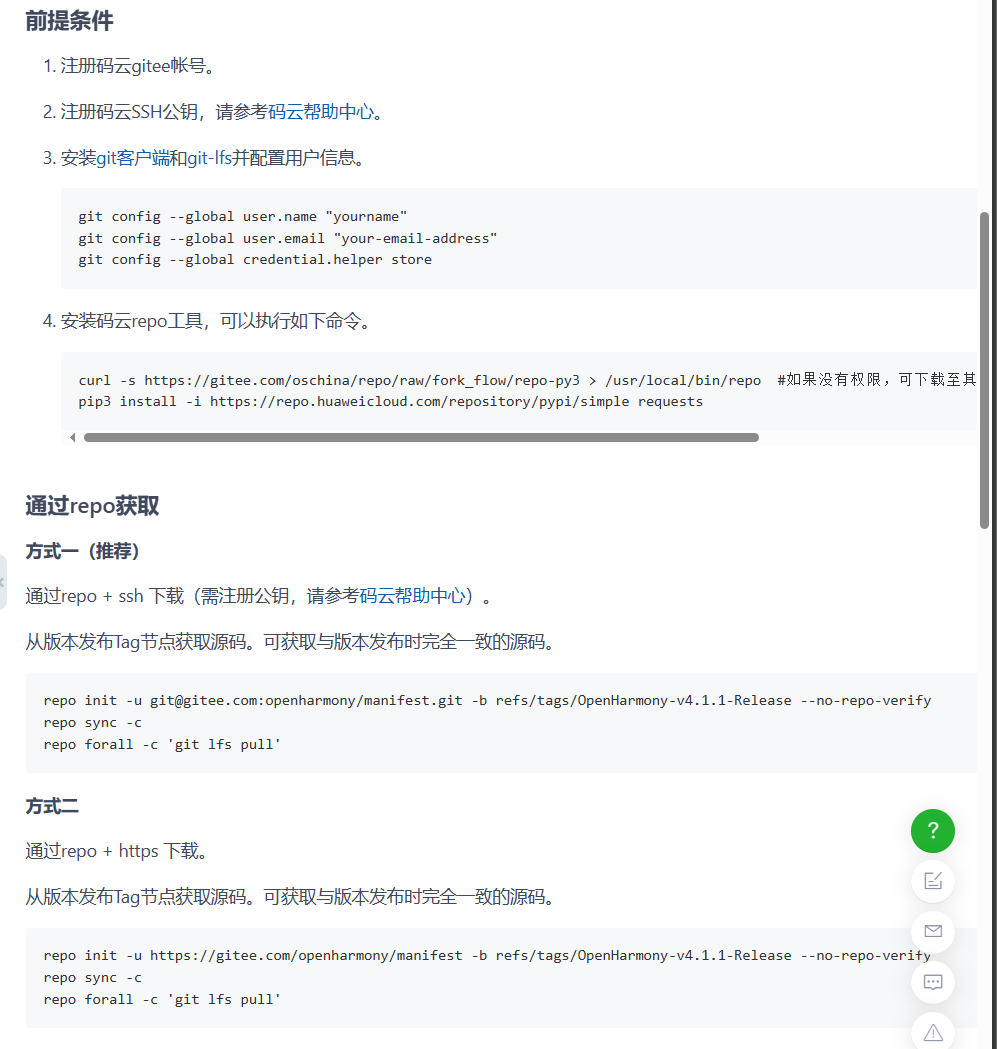 前提条件
1. 注册码云gitee帐号。
2. 注册码云SSH公钥，请参考码云帮助中心。
3. 安装git客户端和git-lfs并配置用户信息。
git config --global user.name "yourname"
git config --global user.email "your-email-address"
git config --global credential.helper store
4. 安装码云repo工具，可以执行如下命令。
curl -s https://gitee.com/oschina/repo/raw/fork_flow/repo-py3 > /usr/local/bin/repo  #如果没有权限，可下载至其
pip3 install -i https://repo.huaweicloud.com/repository/pypi/simple requests
通过repo获取
方式一（推荐）
通过repo + ssh 下载（需注册公钥，请参考码云帮助中心）。
从版本发布Tag节点获取源码。可获取与版本发布时完全一致的源码。
repo init -u git@gitee.com:openharmony/manifest.git -b refs/tags/OpenHarmony-v4.1.1-Release --no-repo-verify
repo sync -c
repo forall -c 'git lfs pull'
方式二
通过repo + https 下载。
从版本发布Tag节点获取源码。可获取与版本发布时完全一致的源码。
repo init -u https://gitee.com/openharmony/manifest -b refs/tags/OpenHarmony-v4.1.1-Release --no-repo-verify
repo sync -c
repo forall -c 'git lfs pull'